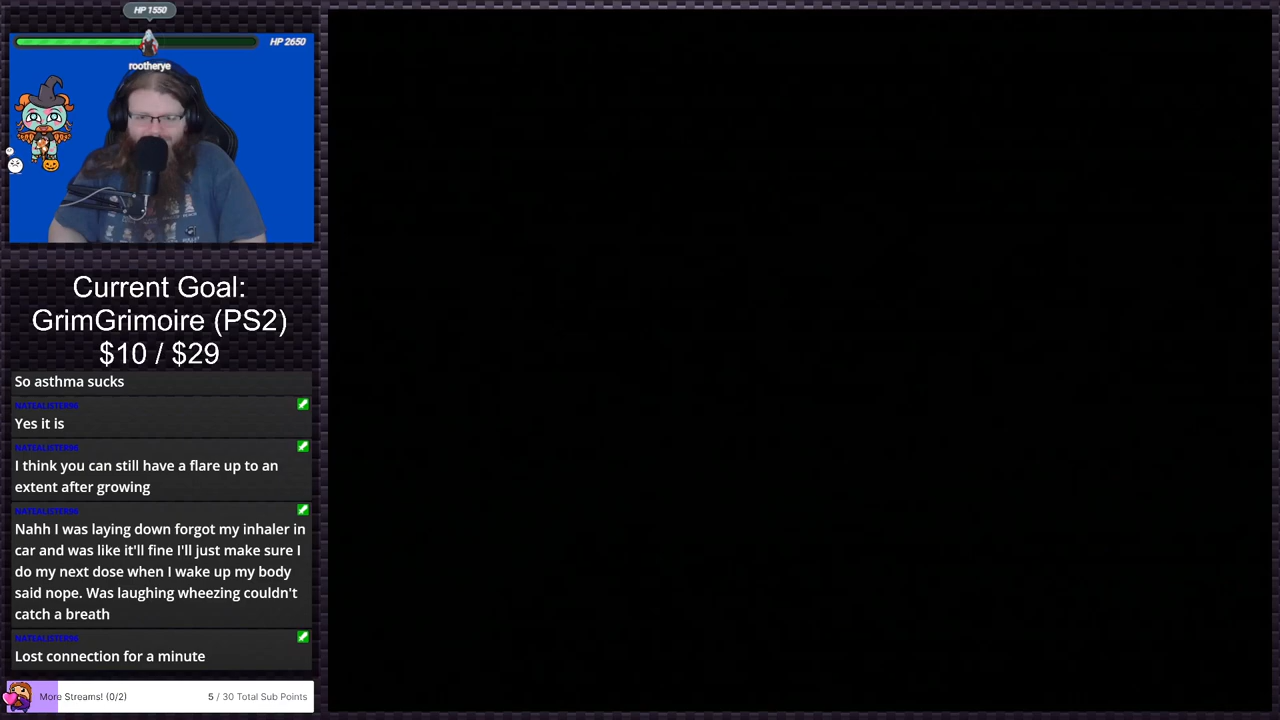 HP 1550
HP 2650
rootherye
Current Goal:
GrimGrimoire (PS2)
$10 / $29
So asthma sucks
NATEALISTER96
Yes it is
NATEALISTER96
I think you can still have a flare up to an
extent after growing
NATEALISTER96
Nahh I was laying down forgot my inhaler in
car and was like it'll fine I'll just make sure I
do my next dose when I wake up my body
said nope. Was laughing wheezing couldn't
catch a breath
NATEALISTER96
Lost connection for a minute
More Streams! (0/2)
5 / 30 Total Sub Points